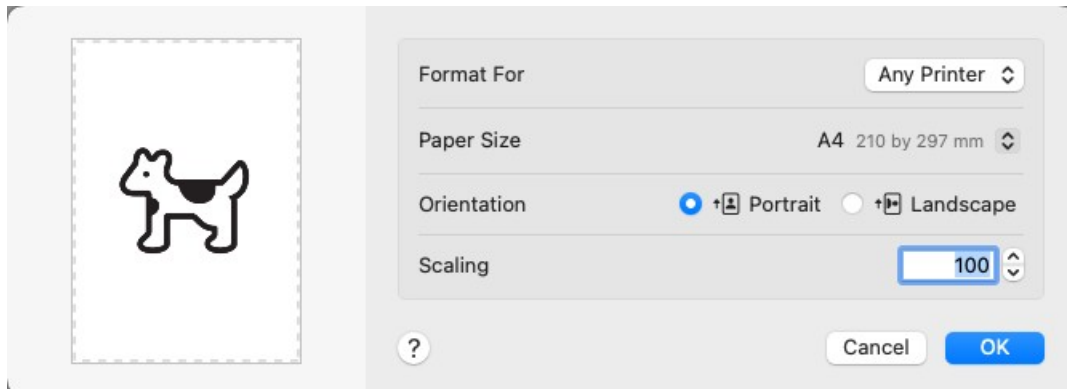 Format For Any Printer
Paper Size A4 210 by 297 mm
Orientation Portrait Landscape
Scaling 100
? Cancel OK